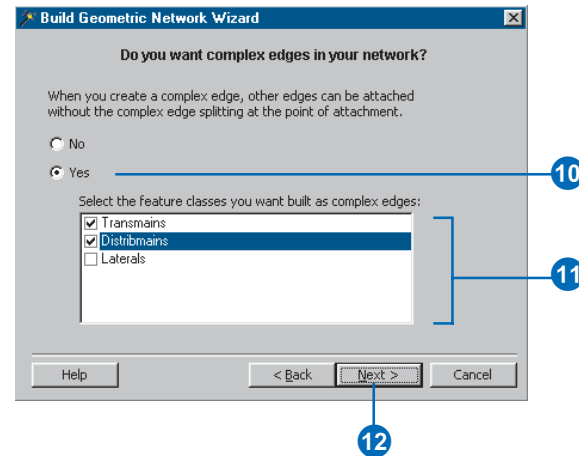 Build Geometric Network Wizard
Do you want complex edges in your network?
When you create a complex edge, other edges can be attached
without the complex edge splitting at the point of attachment.
No
Yes
10
Select the feature classes you want built as complex edges:
Transmains
Distribmains
Laterals
11
Help
< Back
Next >
Cancel
12